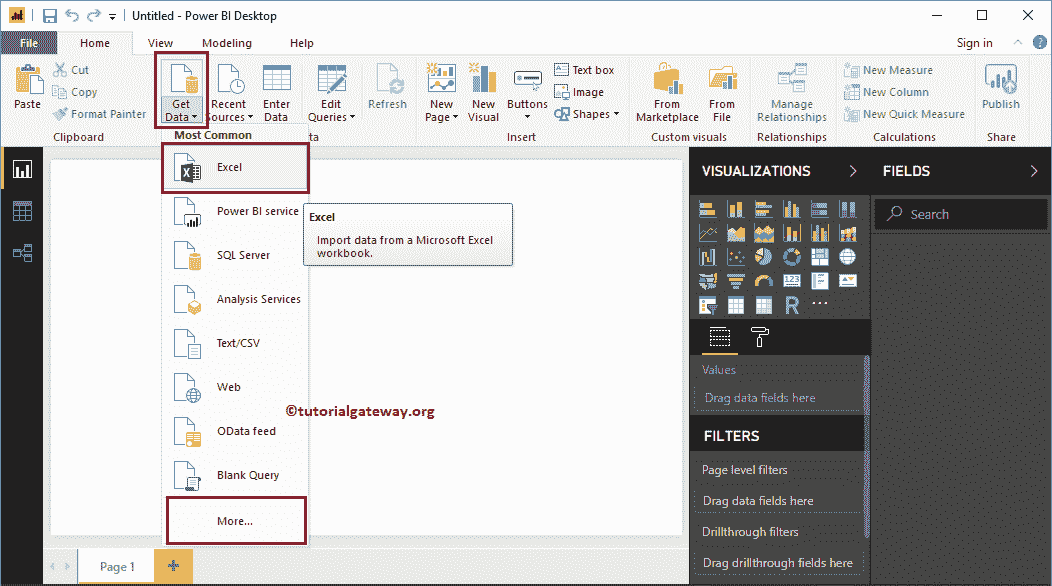 Untitled - Power BI Desktop
File Home View Modeling Help Sign in
Paste
Cut
Copy
Format Painter
Clipboard
Get Data
Recent Sources
Enter Data
Edit Queries
ta
Refresh
New Page
New Visual
Buttons
Text box
Image
Shapes
Insert
From Marketplace
From File
Custom visuals
Manage Relationships
Relationships
New Measure
New Column
New Quick Measure
Calculations
Publish
Share
Most Common
Excel
Power BI service
SQL Server
Analysis Services
Text/CSV
Web
OData feed
Blank Query
More...
Excel
Import data from a Microsoft Excel
workbook.
©tutorialgateway.org
VISUALIZATIONS
123
R
...
Values
Drag data fields here
FILTERS
Page level filters
Drag data fields here
Drillthrough filters
Drag drillthrough fields here
FIELDS
Search
Page 1